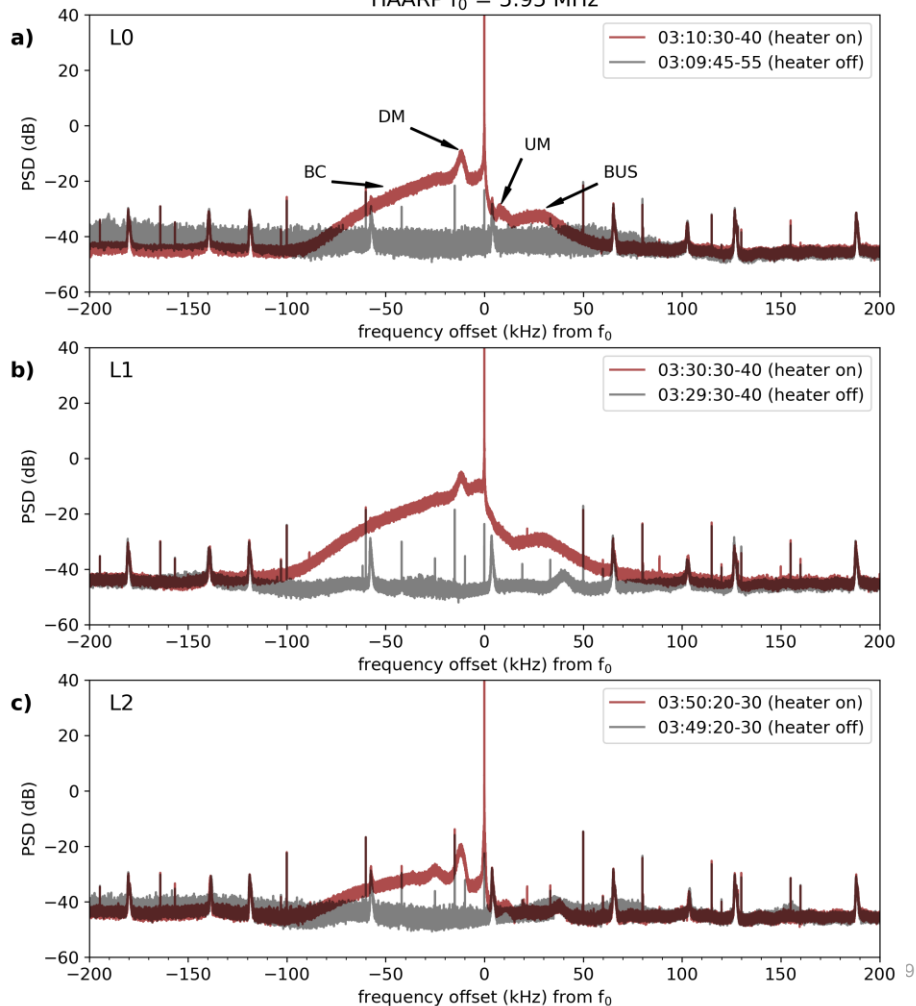 HAARP f₀ = 5.95 MHz
a)
L0
03:10:30-40 (heater on)
03:09:45-55 (heater off)
DM
UM
BC
BUS
PSD (dB)
40
20
0
−20
−40
−60
−200
−150
−100
−50
0
50
100
150
200
frequency offset (kHz) from f₀
b)
L1
03:30:30-40 (heater on)
03:29:30-40 (heater off)
PSD (dB)
40
20
0
−20
−40
−60
−200
−150
−100
−50
0
50
100
150
200
frequency offset (kHz) from f₀
c)
L2
03:50:20-30 (heater on)
03:49:20-30 (heater off)
PSD (dB)
40
20
0
−20
−40
−60
−200
−150
−100
−50
0
50
100
150
200
frequency offset (kHz) from f₀
9